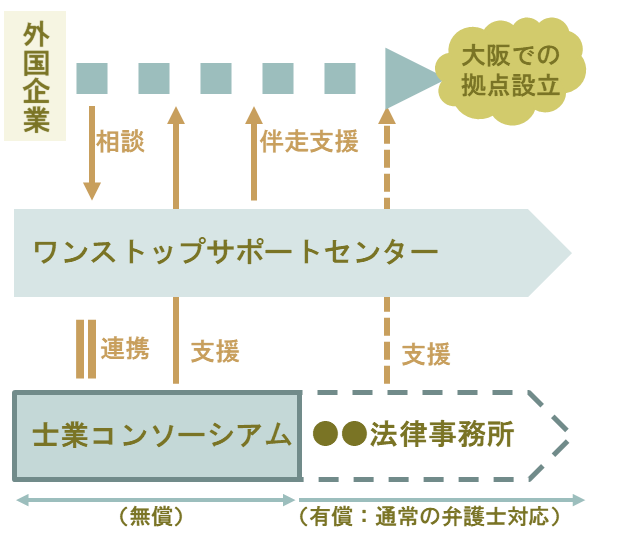 外国企業
大阪での
拠点設立
相談
伴走支援
ワンストップサポートセンター
連携
支援
支援
士業コンソーシアム
●●法律事務所
（無償）
（有償：通常の弁護士対応）